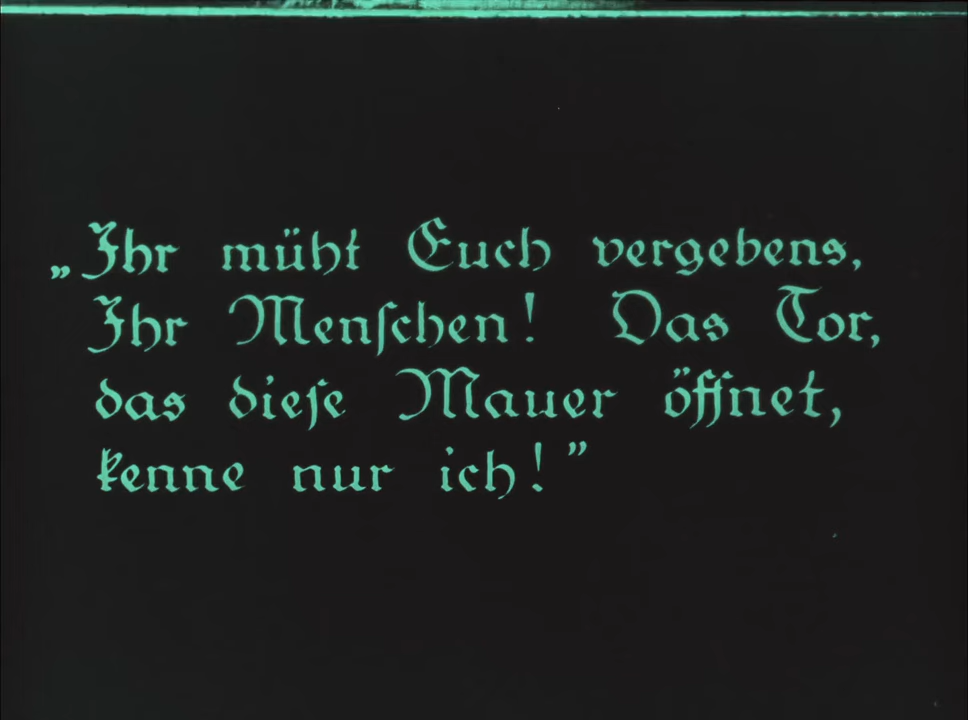 „Ihr müht Euch vergebens,
Ihr Menſchen! Das Tor,
das dieſe Mauer öffnet,
kenne nur ich!”